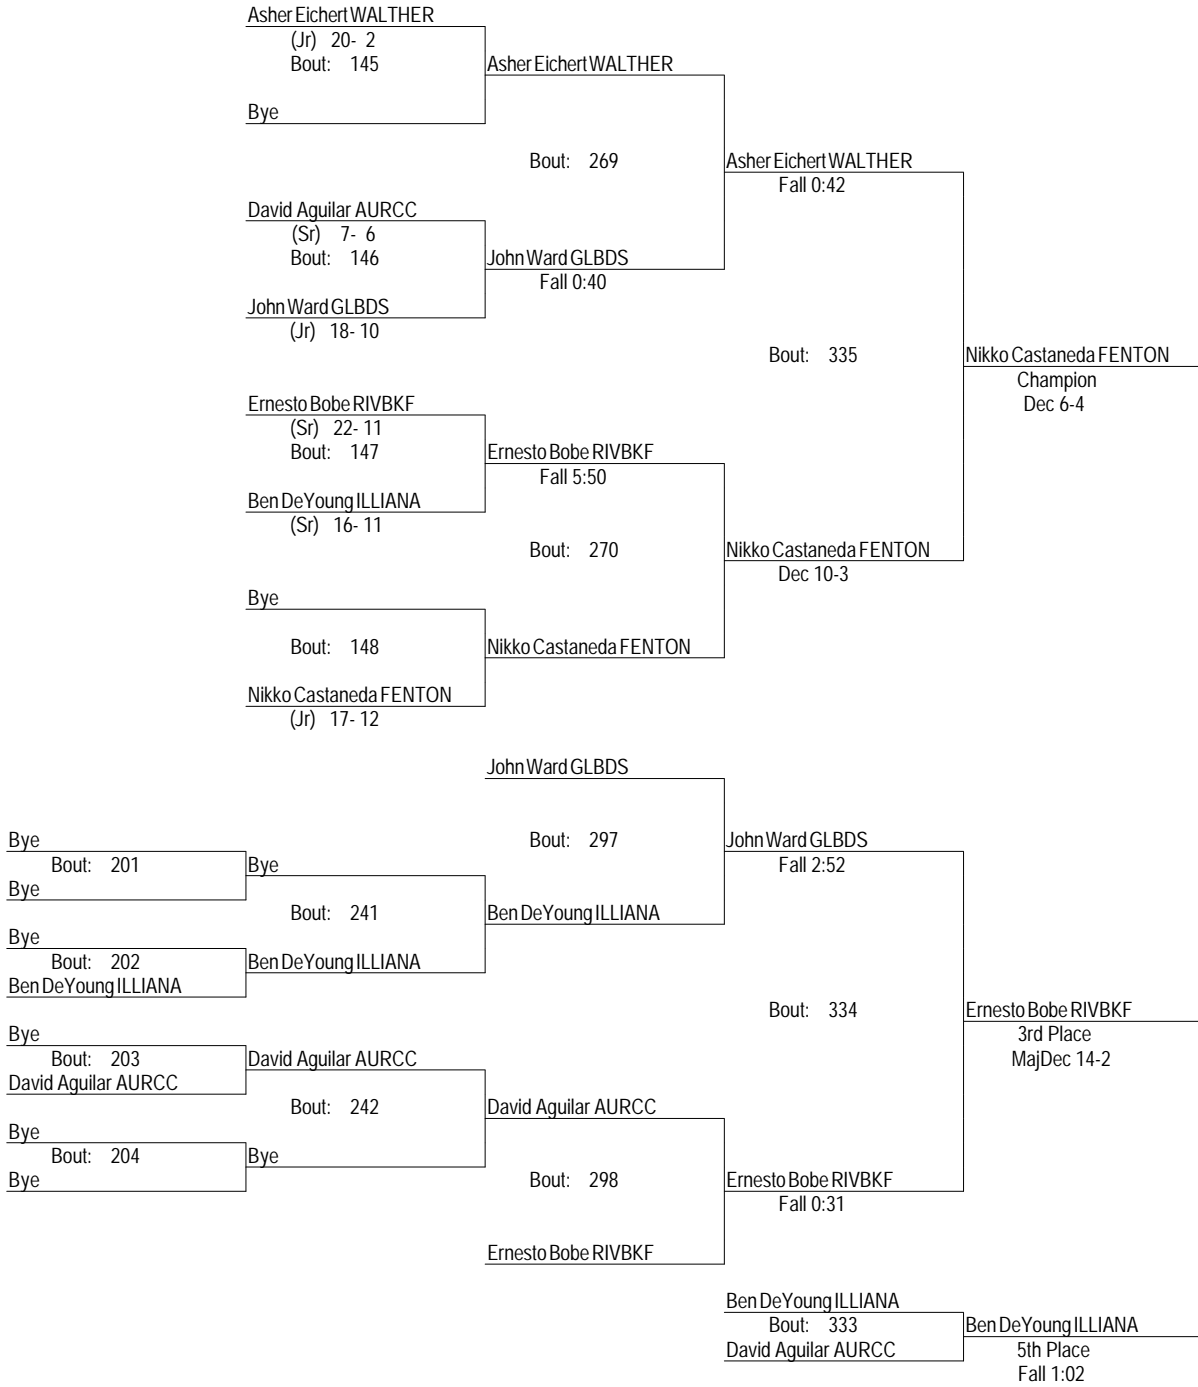 Asher Eichert WALTHER
(Jr) 20- 2
Bout: 145
Asher Eichert WALTHER
Bye
Bout: 269
Asher Eichert WALTHER
Fall 0:42
David Aguilar AURCC
(Sr) 7- 6
Bout: 146
John Ward GLBDS
Fall 0:40
John Ward GLBDS
(Jr) 18- 10
Bout: 335
Nikko Castaneda FENTON
Champion
Dec 6-4
Ernesto Bobe RIVBKF
(Sr) 22- 11
Bout: 147
Ernesto Bobe RIVBKF
Fall 5:50
Ben DeYoung ILLIANA
(Sr) 16- 11
Bout: 270
Nikko Castaneda FENTON
Dec 10-3
Bye
Bout: 148
Nikko Castaneda FENTON
Nikko Castaneda FENTON
(Jr) 17- 12
John Ward GLBDS
Bye
Bout: 201
Bye
Bye
Bout: 297
John Ward GLBDS
Fall 2:52
Bout: 241
Ben DeYoung ILLIANA
Bye
Bout: 202
Ben DeYoung ILLIANA
Ben DeYoung ILLIANA
Bout: 334
Ernesto Bobe RIVBKF
3rd Place
MajDec 14-2
Bye
Bout: 203
David Aguilar AURCC
David Aguilar AURCC
Bout: 242
David Aguilar AURCC
Bye
Bout: 204
Bye
Bye
Bout: 298
Ernesto Bobe RIVBKF
Fall 0:31
Ernesto Bobe RIVBKF
Ben DeYoung ILLIANA
Bout: 333
David Aguilar AURCC
Ben DeYoung ILLIANA
5th Place
Fall 1:02